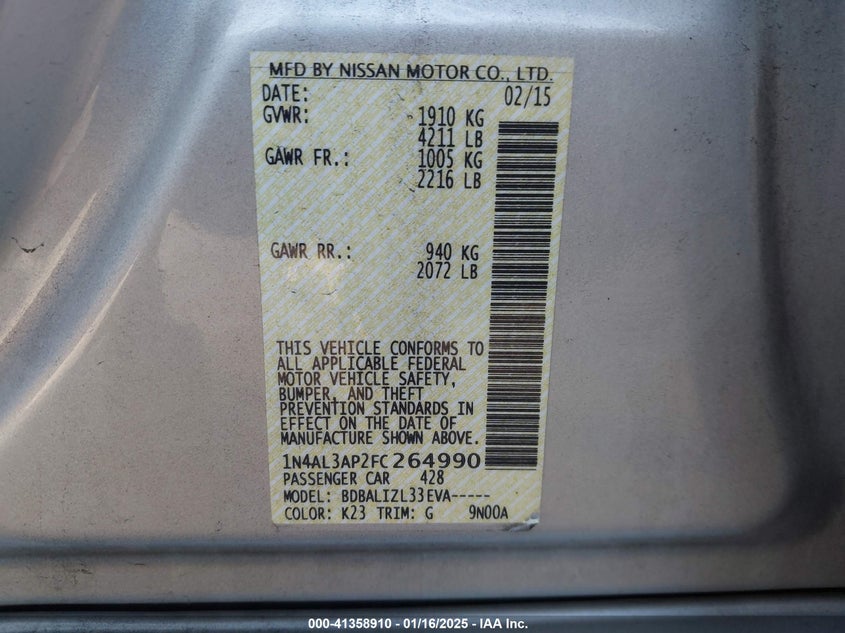 MFD BY NISSAN MOTOR CO., LTD.
DATE: 02/15
GVWR: 1910 KG
4211 LB
GAWR FR.: 1005 KG
2216 LB
GAWR RR.: 940 KG
2072 LB
THIS VEHICLE CONFORMS TO
ALL APPLICABLE FEDERAL
MOTOR VEHICLE SAFETY,
BUMPER, AND THEFT
PREVENTION STANDARDS IN
EFFECT ON THE DATE OF
MANUFACTURE SHOWN ABOVE.
1N4AL3AP2FC264990
PASSENGER CAR 428
MODEL: BDBALIZL33EVA-----
COLOR: K23 TRIM: G 9N00A
000-41358910 - 01/16/2025 - IAA Inc.